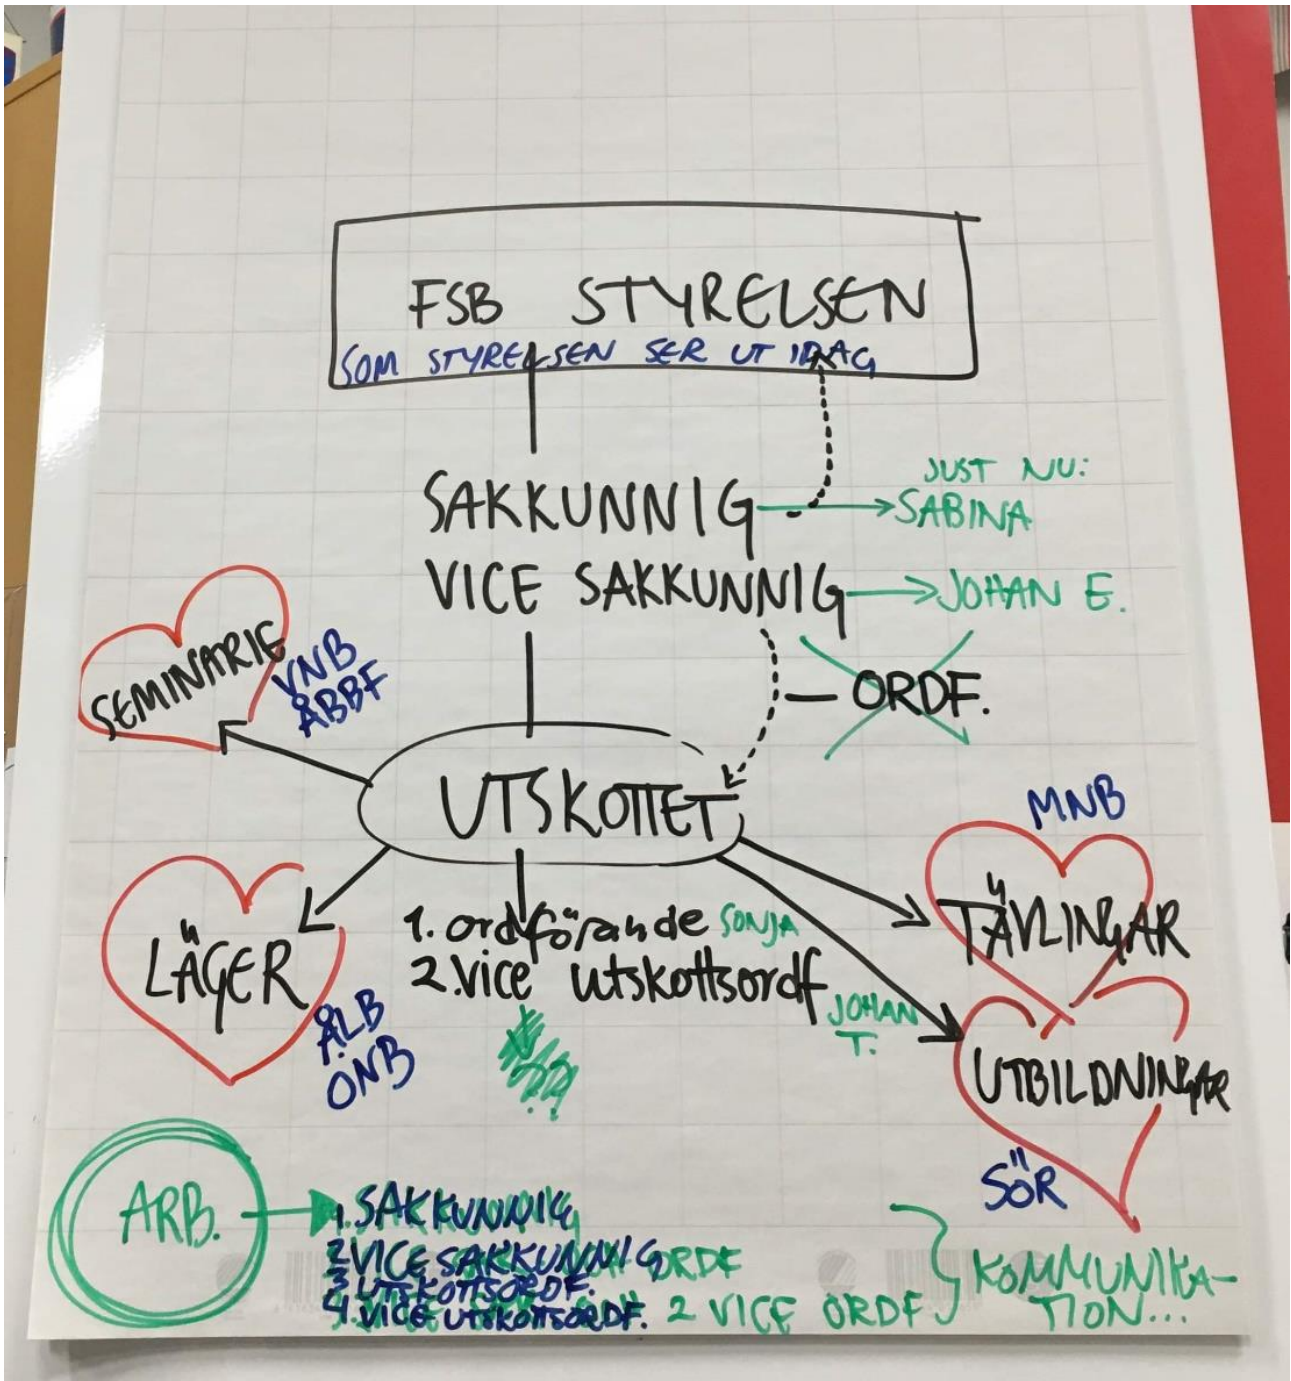 FSB STYRELSEN
SOM STYRELSEN SER UT IDAG
SAKKUNNIG
JUST NU:
SABINA
VICE SAKKUNNIG
JOHAN E.
ORDF.
SEMINARIE
VNB
ÅBBF
UTSKOTTET
MNB
TÄVLINGAR
LÄGER
ÅLB
ÖNB
1. ordförande SONJA
2. vice utskottsordf JOHAN
T.
UTBILDNINGAR
SÖR
ARB.
1. SAKKUNNIG
2 VICE SAKKUNNIG ORDF
3 UTSKOTTSORDF.
4. VICE UTSKOTTSORDF. 2 VICE ORDF
KOMMUNIKA-
TION...